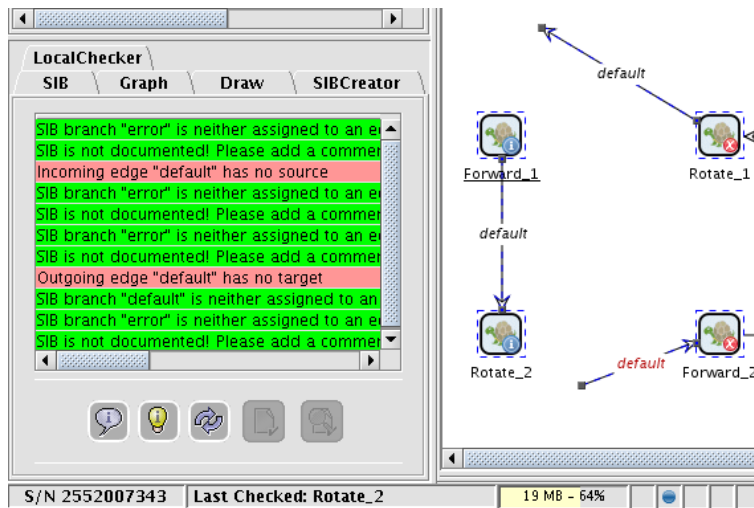 LocalChecker
SIB Graph Draw SIBCreator
SIB branch "error" is neither assigned to an e
SIB is not documented! Please add a commer
Incoming edge "default" has no source
SIB branch "error" is neither assigned to an e
SIB is not documented! Please add a commer
SIB branch "error" is neither assigned to an e
SIB is not documented! Please add a commer
Outgoing edge "default" has no target
SIB branch "default" is neither assigned to an
SIB branch "error" is neither assigned to an e
SIB is not documented! Please add a commer
default
Forward_1
Rotate_1
default
default
Rotate_2
Forward_2
S/N 2552007343
Last Checked: Rotate_2
19 MB – 64%